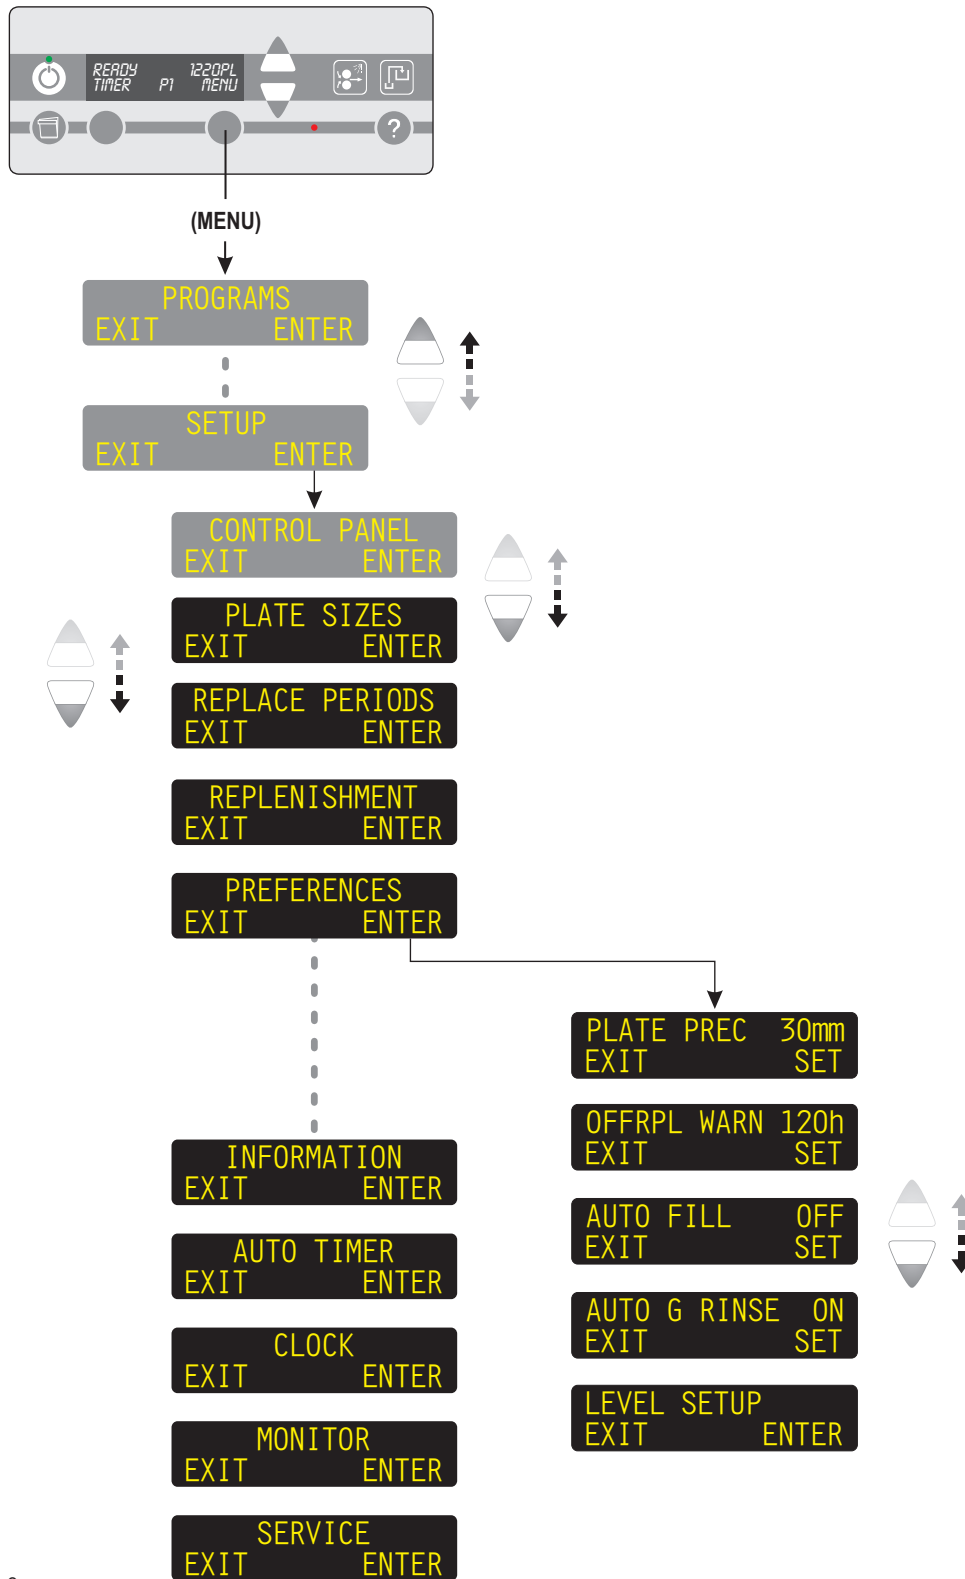 READY 1220PL
TIMER P1 MENU
?
(MENU)
PROGRAMS
EXIT ENTER
SETUP
EXIT ENTER
CONTROL PANEL
EXIT ENTER
PLATE SIZES
EXIT ENTER
REPLACE PERIODS
EXIT ENTER
REPLENISHMENT
EXIT ENTER
PREFERENCES
EXIT ENTER
PLATE PREC 30mm
EXIT SET
OFFRPL WARN 120h
EXIT SET
AUTO FILL OFF
EXIT SET
AUTO G RINSE ON
EXIT SET
LEVEL SETUP
EXIT ENTER
INFORMATION
EXIT ENTER
AUTO TIMER
EXIT ENTER
CLOCK
EXIT ENTER
MONITOR
EXIT ENTER
SERVICE
EXIT ENTER